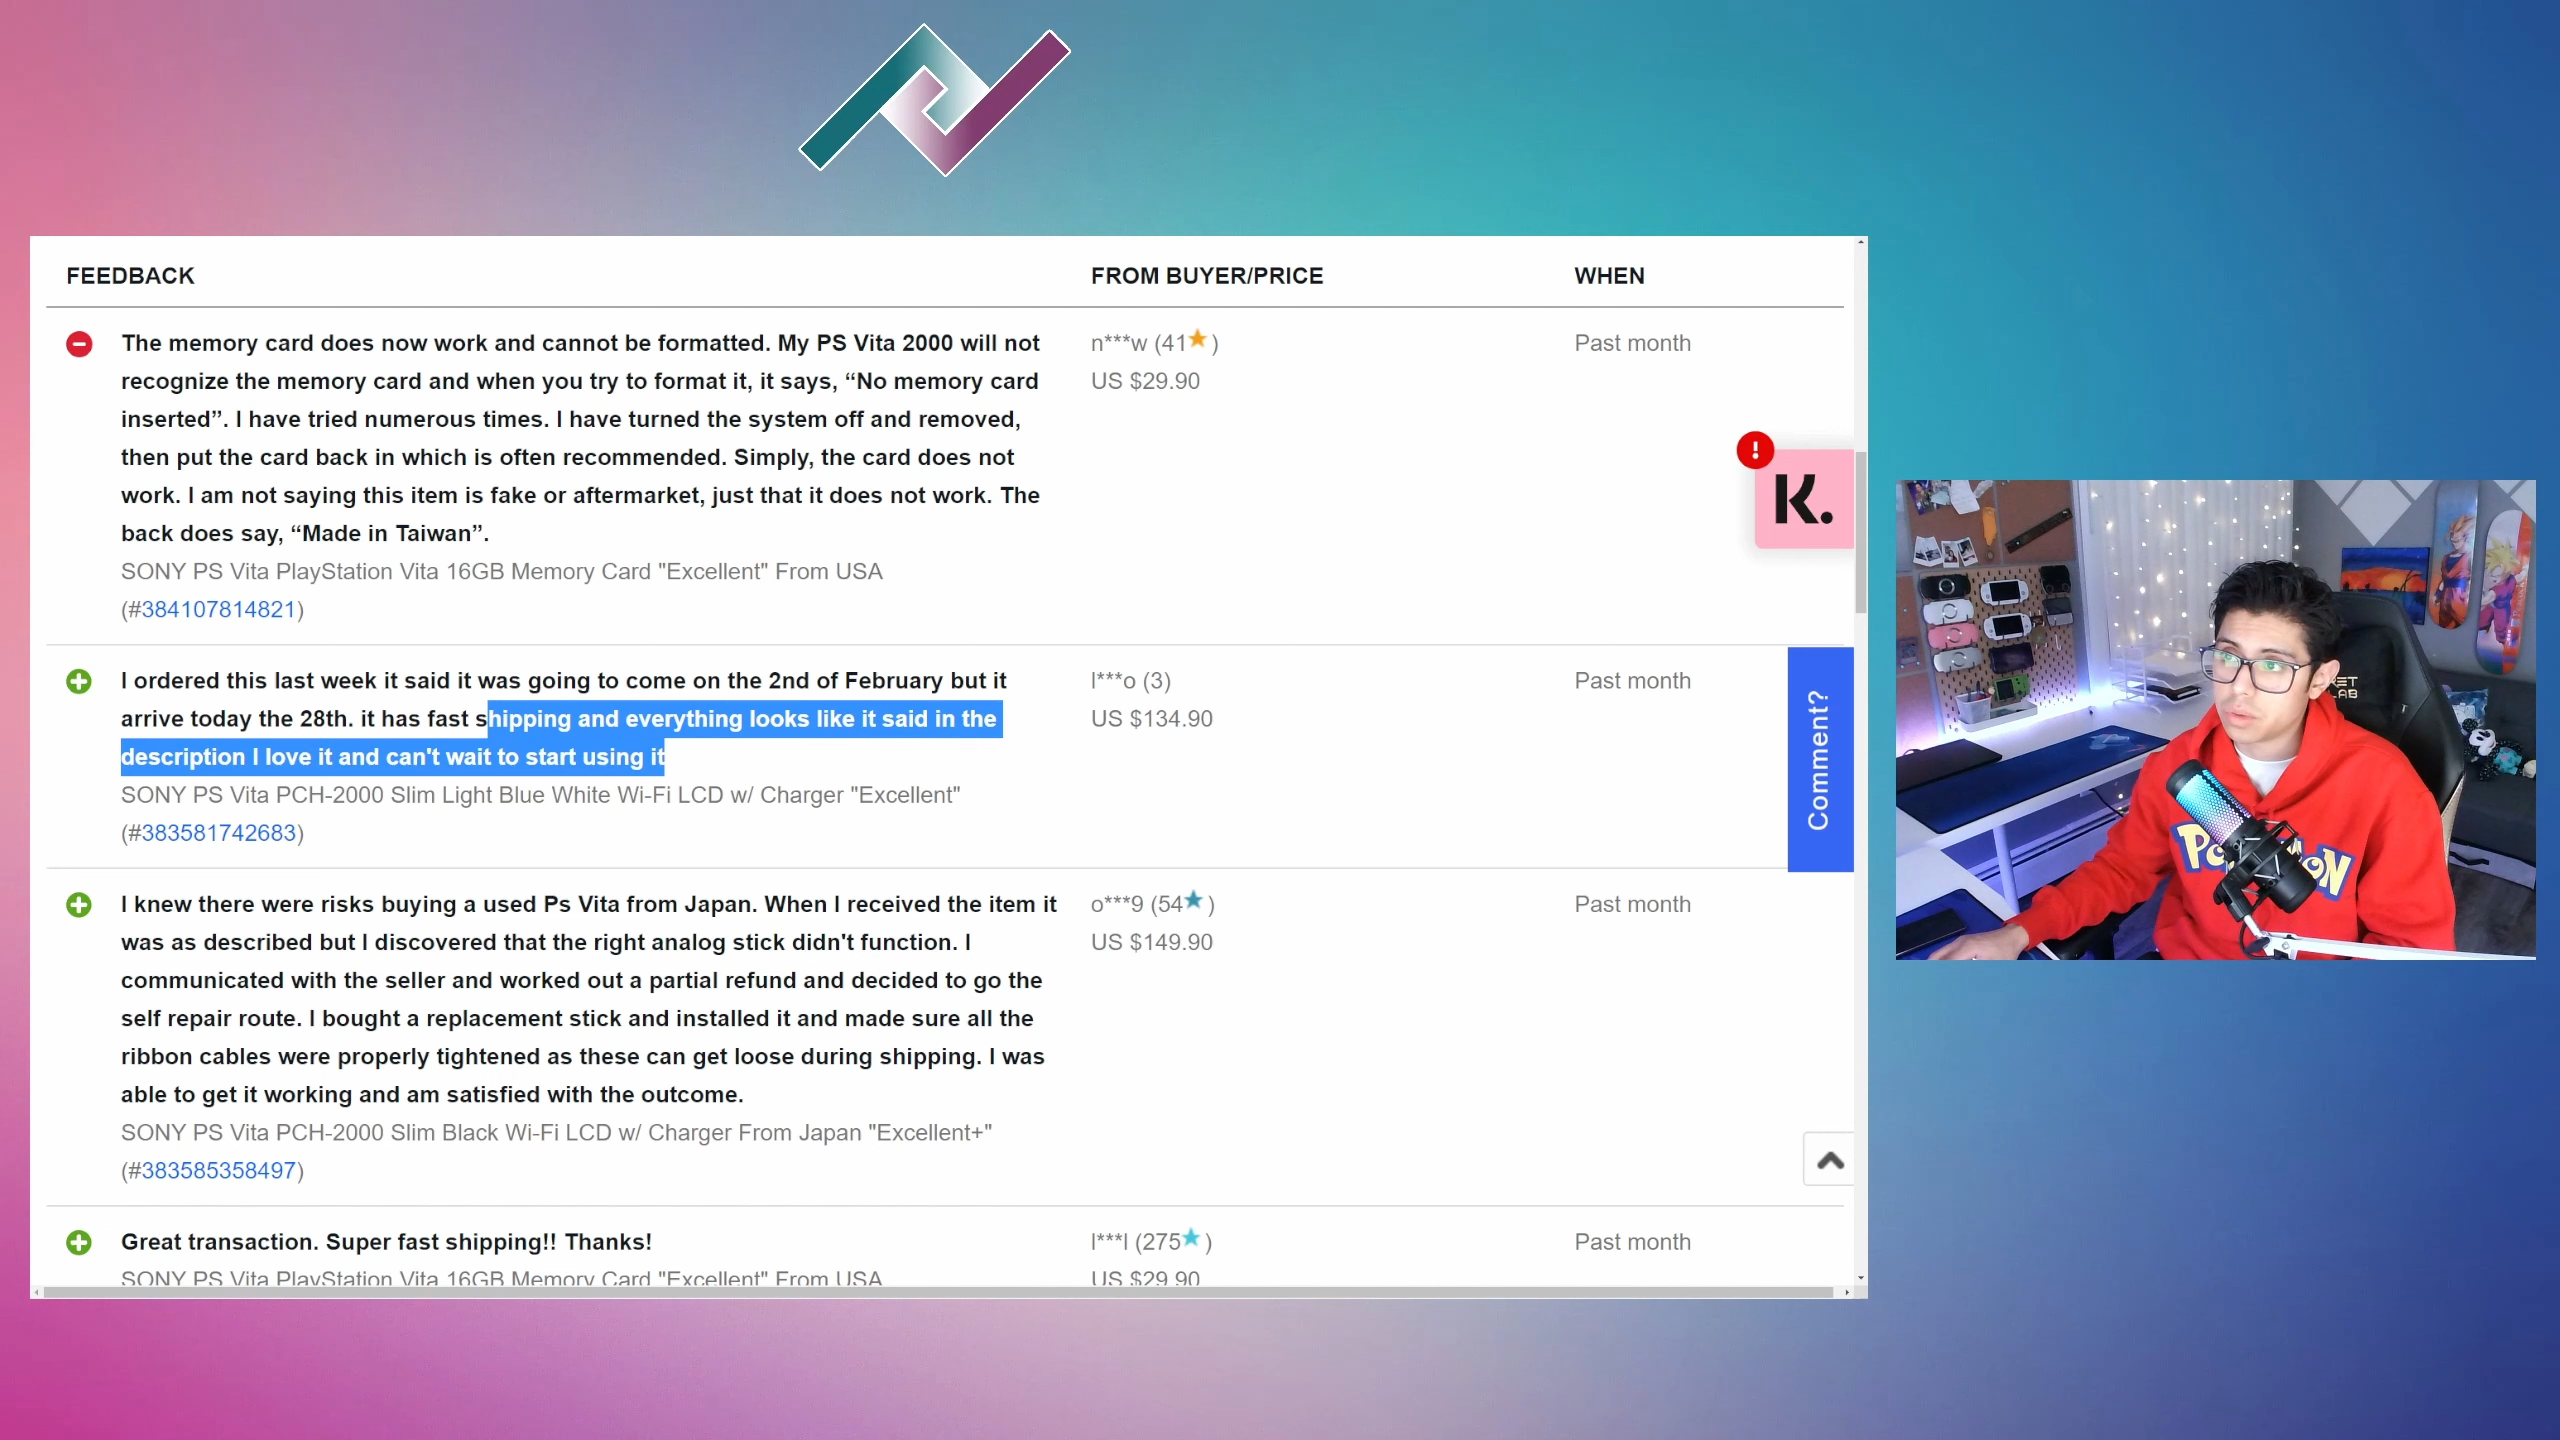 FEEDBACK FROM BUYER/PRICE WHEN
The memory card does now work and cannot be formatted. My PS Vita 2000 will not
recognize the memory card and when you try to format it, it says, “No memory card
inserted”. I have tried numerous times. I have turned the system off and removed,
then put the card back in which is often recommended. Simply, the card does not
work. I am not saying this item is fake or aftermarket, just that it does not work. The
back does say, “Made in Taiwan”.
SONY PS Vita PlayStation Vita 16GB Memory Card "Excellent" From USA
(#384107814821)
n***w (41 )
US $29.90
Past month
!
K.
I ordered this last week it said it was going to come on the 2nd of February but it
arrive today the 28th. it has fast shipping and everything looks like it said in the
description I love it and can't wait to start using it
SONY PS Vita PCH-2000 Slim Light Blue White Wi-Fi LCD w/ Charger "Excellent"
(#383581742683)
l***o (3)
US $134.90
Past month
Comment?
I knew there were risks buying a used Ps Vita from Japan. When I received the item it
was as described but I discovered that the right analog stick didn't function. I
communicated with the seller and worked out a partial refund and decided to go the
self repair route. I bought a replacement stick and installed it and made sure all the
ribbon cables were properly tightened as these can get loose during shipping. I was
able to get it working and am satisfied with the outcome.
SONY PS Vita PCH-2000 Slim Black Wi-Fi LCD w/ Charger From Japan "Excellent+"
(#383585358497)
o***9 (54 )
US $149.90
Past month
Great transaction. Super fast shipping!! Thanks!
SONY PS Vita PlayStation Vita 16GB Memory Card "Excellent" From USA
l***l (275 )
US $29.90
Past month